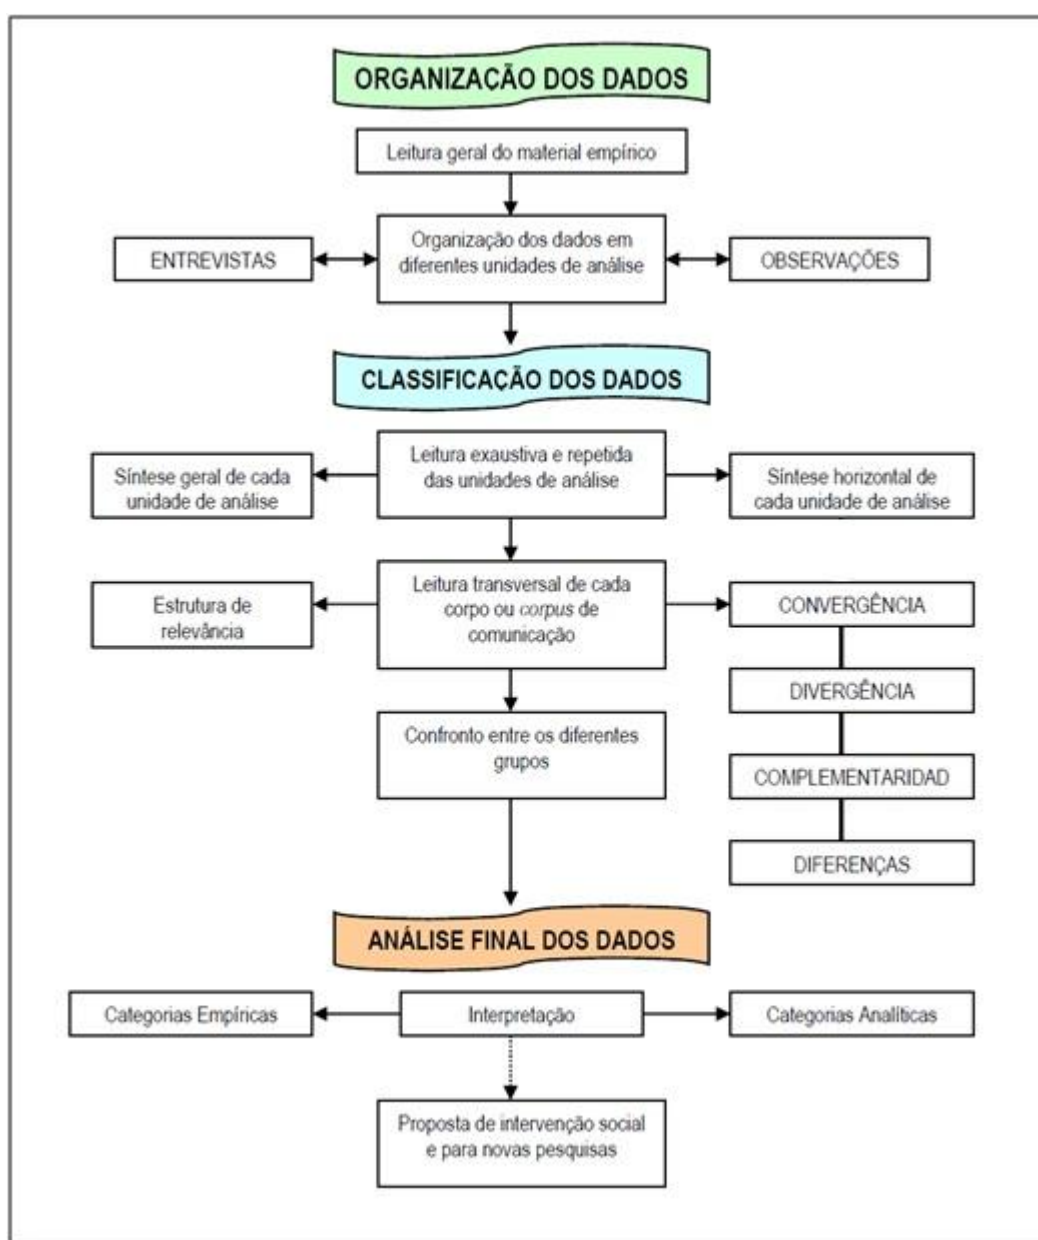 ORGANIZAÇÃO DOS DADOS
Leitura geral do material empírico
ENTREVISTAS
Organização dos dados em
diferentes unidades de análise
OBSERVAÇÕES
CLASSIFICAÇÃO DOS DADOS
Síntese geral de cada
unidade de análise
Leitura exaustiva e repetida
das unidades de análise
Síntese horizontal de
cada unidade de análise
Estrutura de
relevância
Leitura transversal de cada
corpo ou corpus de
comunicação
CONVERGÊNCIA
DIVERGÊNCIA
Confronto entre os diferentes
grupos
COMPLEMENTARIDAD
DIFERENÇAS
ANÁLISE FINAL DOS DADOS
Categorias Empíricas
Interpretação
Categorias Analíticas
Proposta de intervenção social
e para novas pesquisas